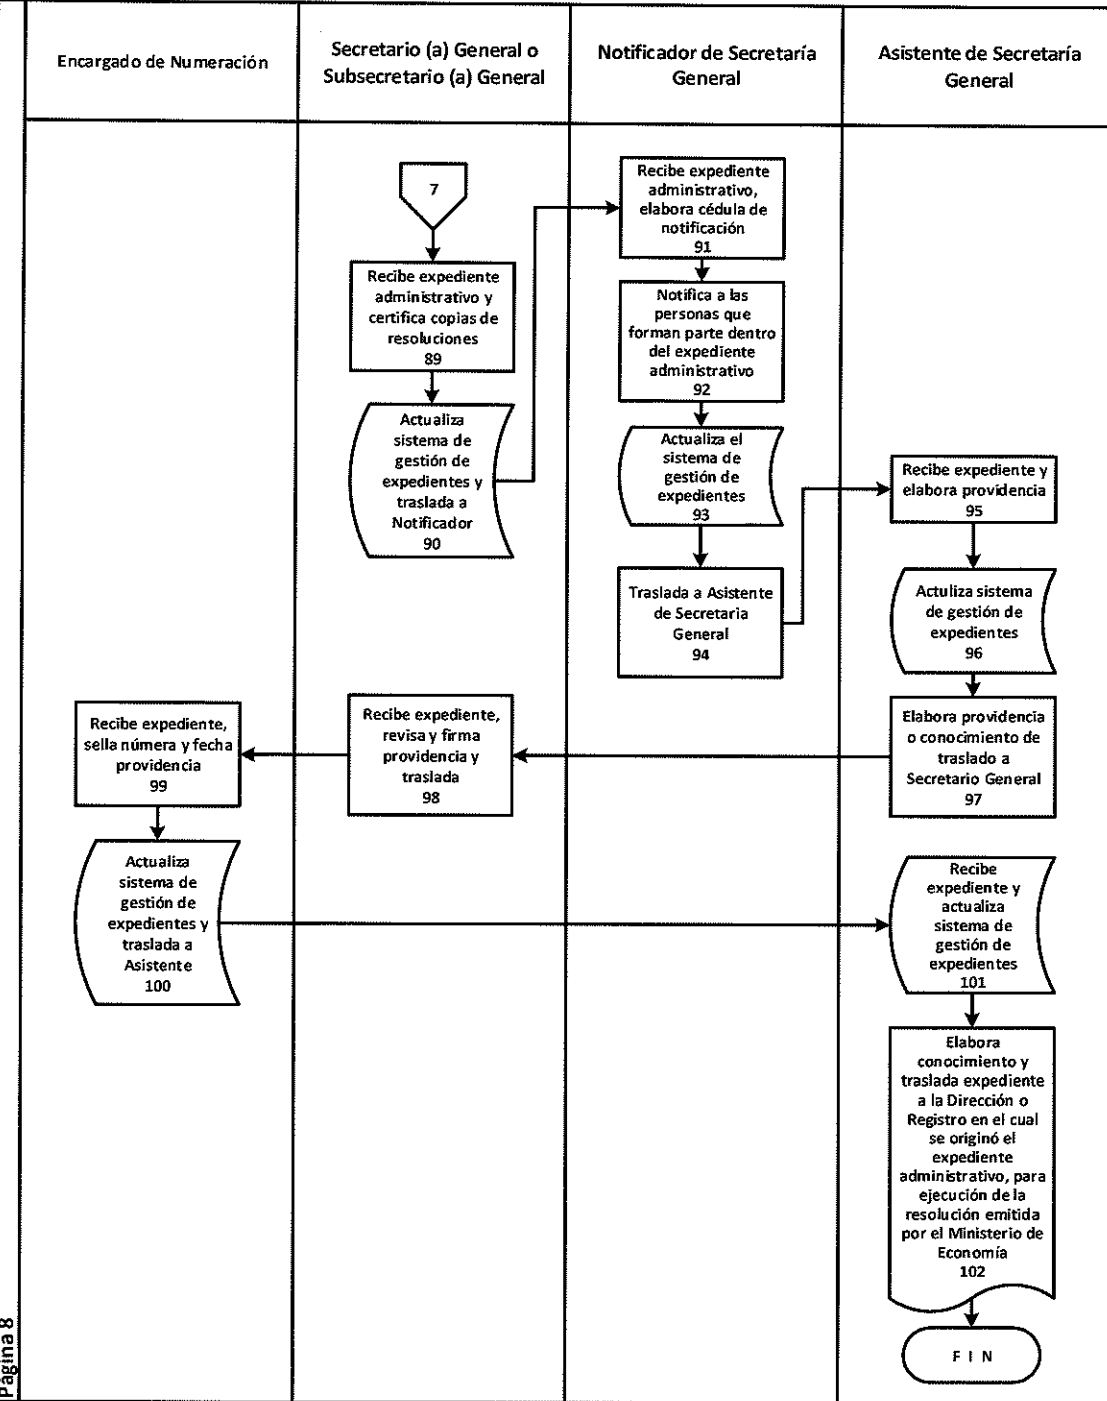 Encargado de Numeración
Secretario (a) General o
Subsecretario (a) General
Notificador de Secretaría
General
Asistente de Secretaría
General
7
Recibe expediente
administrativo y
certifica copias de
resoluciones
89
Actualiza
sistema de
gestión de
expedientes y
traslada a
Notificador
90
Recibe expediente
administrativo,
elabora cédula de
notificación
91
Notifica a las
personas que
forman parte dentro
del expediente
administrativo
92
Actualiza el
sistema de
gestión de
expedientes
93
Traslada a Asistente
de Secretaria
General
94
Recibe expediente y
elabora providencia
95
Actuliza sistema
de gestión de
expedientes
96
Elabora providencia
o conocimiento de
traslado a
Secretario General
97
Recibe expediente,
revisa y firma
providencia y
traslada
98
Recibe expediente,
sella númera y fecha
providencia
99
Actualiza
sistema de
gestión de
expedientes y
traslada a
Asistente
100
Recibe
expediente y
actualiza
sistema de
gestión de
expedientes
101
Elabora
conocimiento y
traslada expediente
a la Dirección o
Registro en el cual
se originó el
expediente
administrativo, para
ejecución de la
resolución emitida
por el Ministerio de
Economía
102
F I N
Página 8